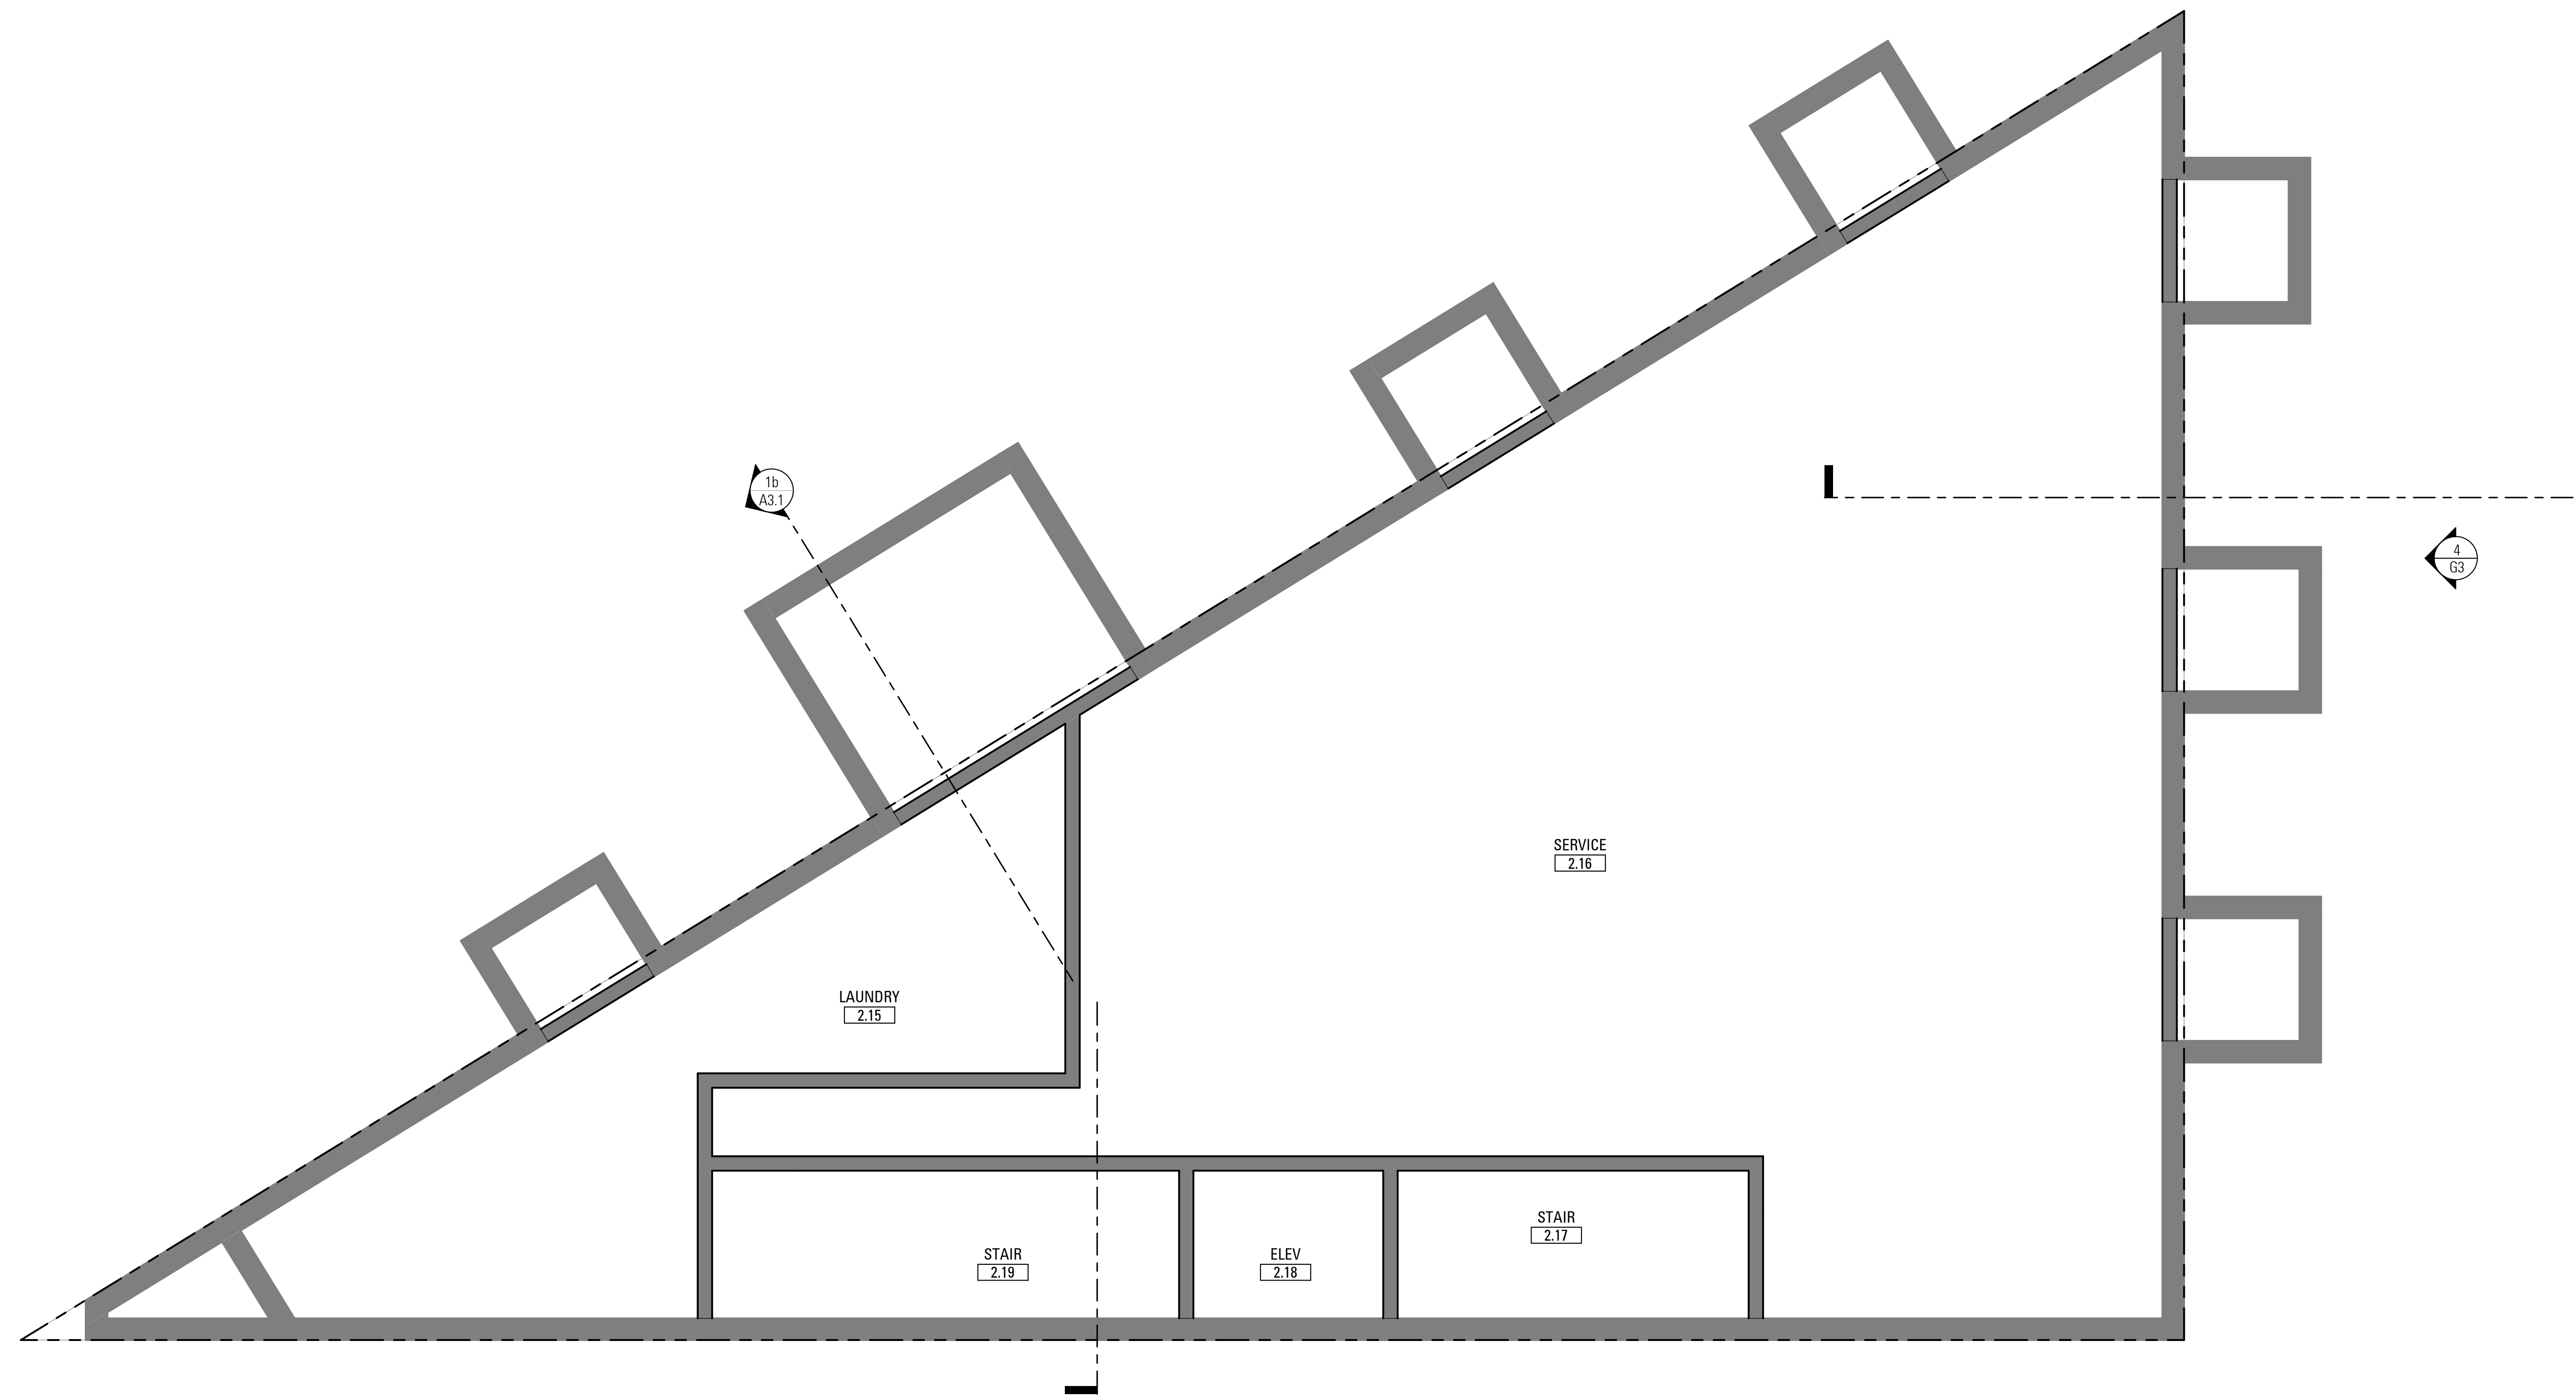 1b
A3.1
4
G3
SERVICE
2.16
LAUNDRY
2.15
STAIR
2.17
STAIR
2.19
ELEV
2.18